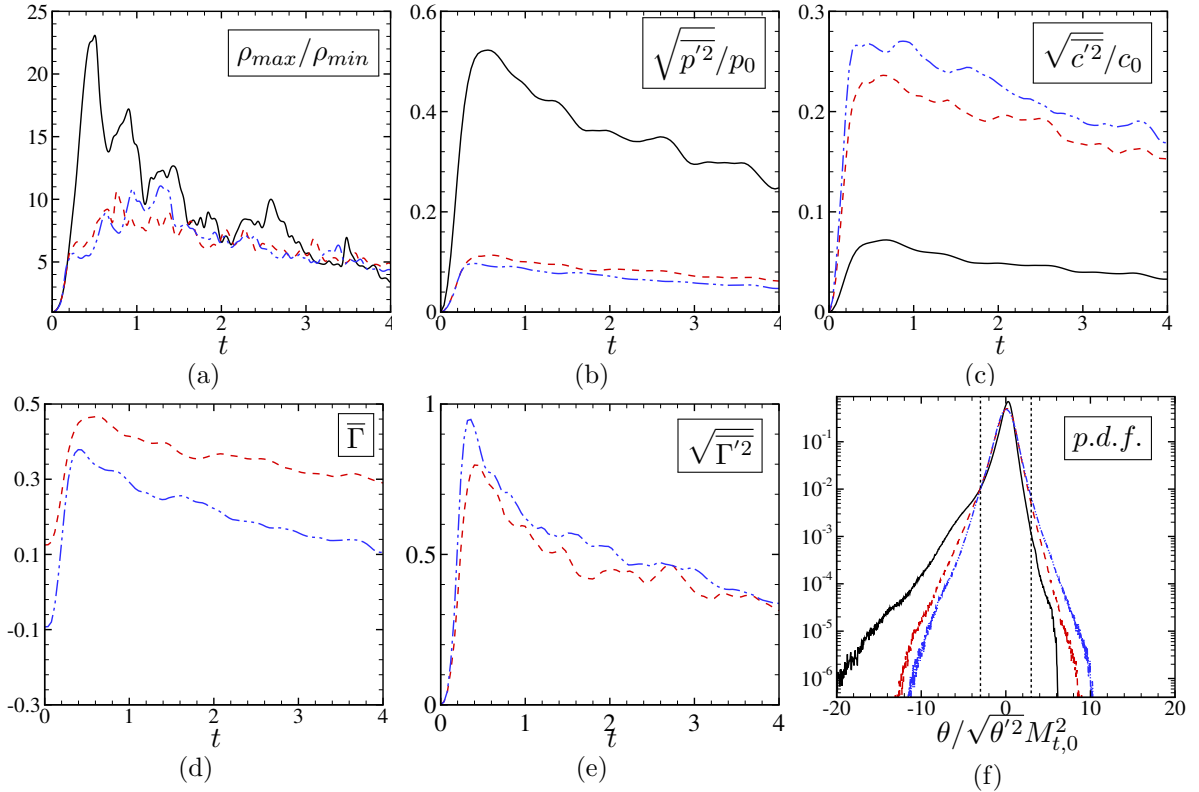 ρmax/ρmin
25
20
15
10
5
0 1 2 3 4
t
(a)
√p′2/p0
0.6
0.4
0.2
0
0 1 2 3 4
t
(b)
√c′2/c0
0.3
0.2
0.1
0
0 1 2 3 4
t
(c)
Γ
0.5
0.3
0.1
-0.1
-0.3
0 1 2 3 4
t
(d)
√Γ′2
1
0.5
0
0 1 2 3 4
t
(e)
p.d.f.
10-1
10-2
10-3
10-4
10-5
10-6
-20 -10 0 10 20
θ/√θ′2M2t,0
(f)